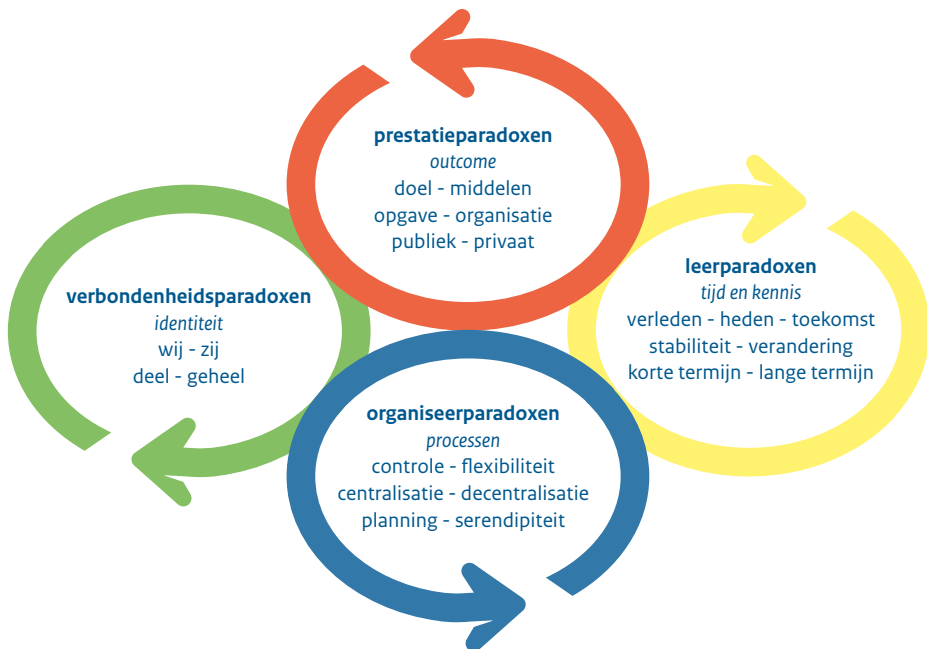 prestatieparadoxen
outcome
doel - middelen
opgave - organisatie
publiek - privaat
verbondenheidsparadoxen
identiteit
wij - zij
deel - geheel
leerparadoxen
tijd en kennis
verleden - heden - toekomst
stabiliteit - verandering
korte termijn - lange termijn
organiseerparadoxen
processen
controle - flexibiliteit
centralisatie - decentralisatie
planning - serendipiteit